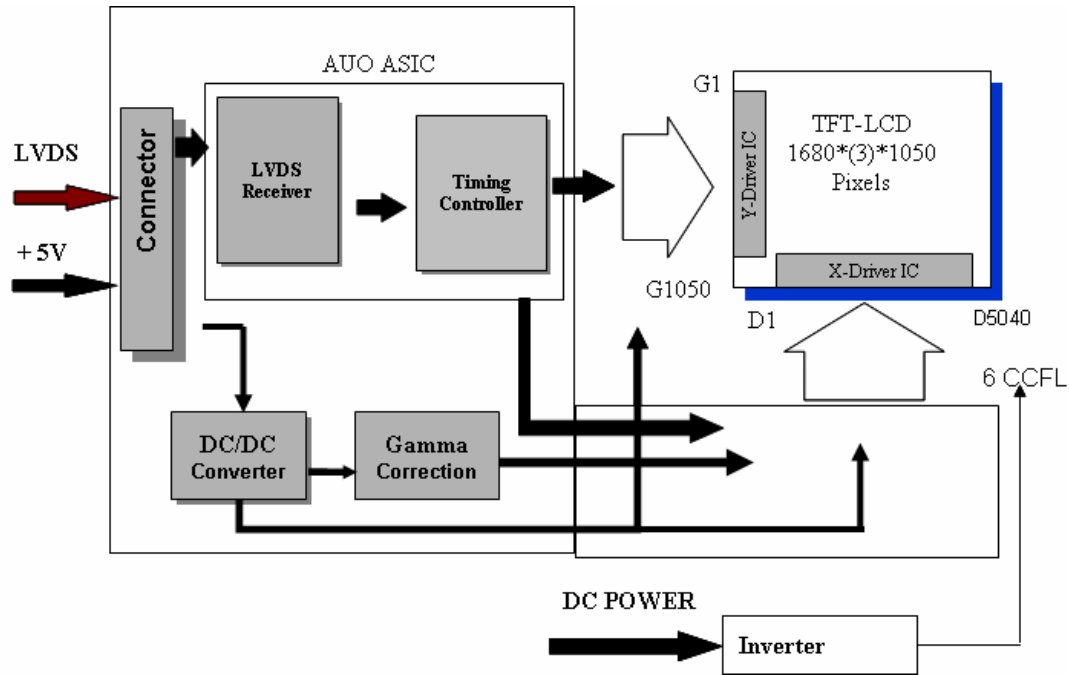 AUO ASIC
LVDS
+5V
Connector
LVDS
Receiver
Timing
Controller
G1
Y-Driver IC
TFT-LCD
1680*(3)*1050
Pixels
X-Driver IC
G1050
D1
D5040
6 CCFL
DC/DC
Converter
Gamma
Correction
DC POWER
Inverter